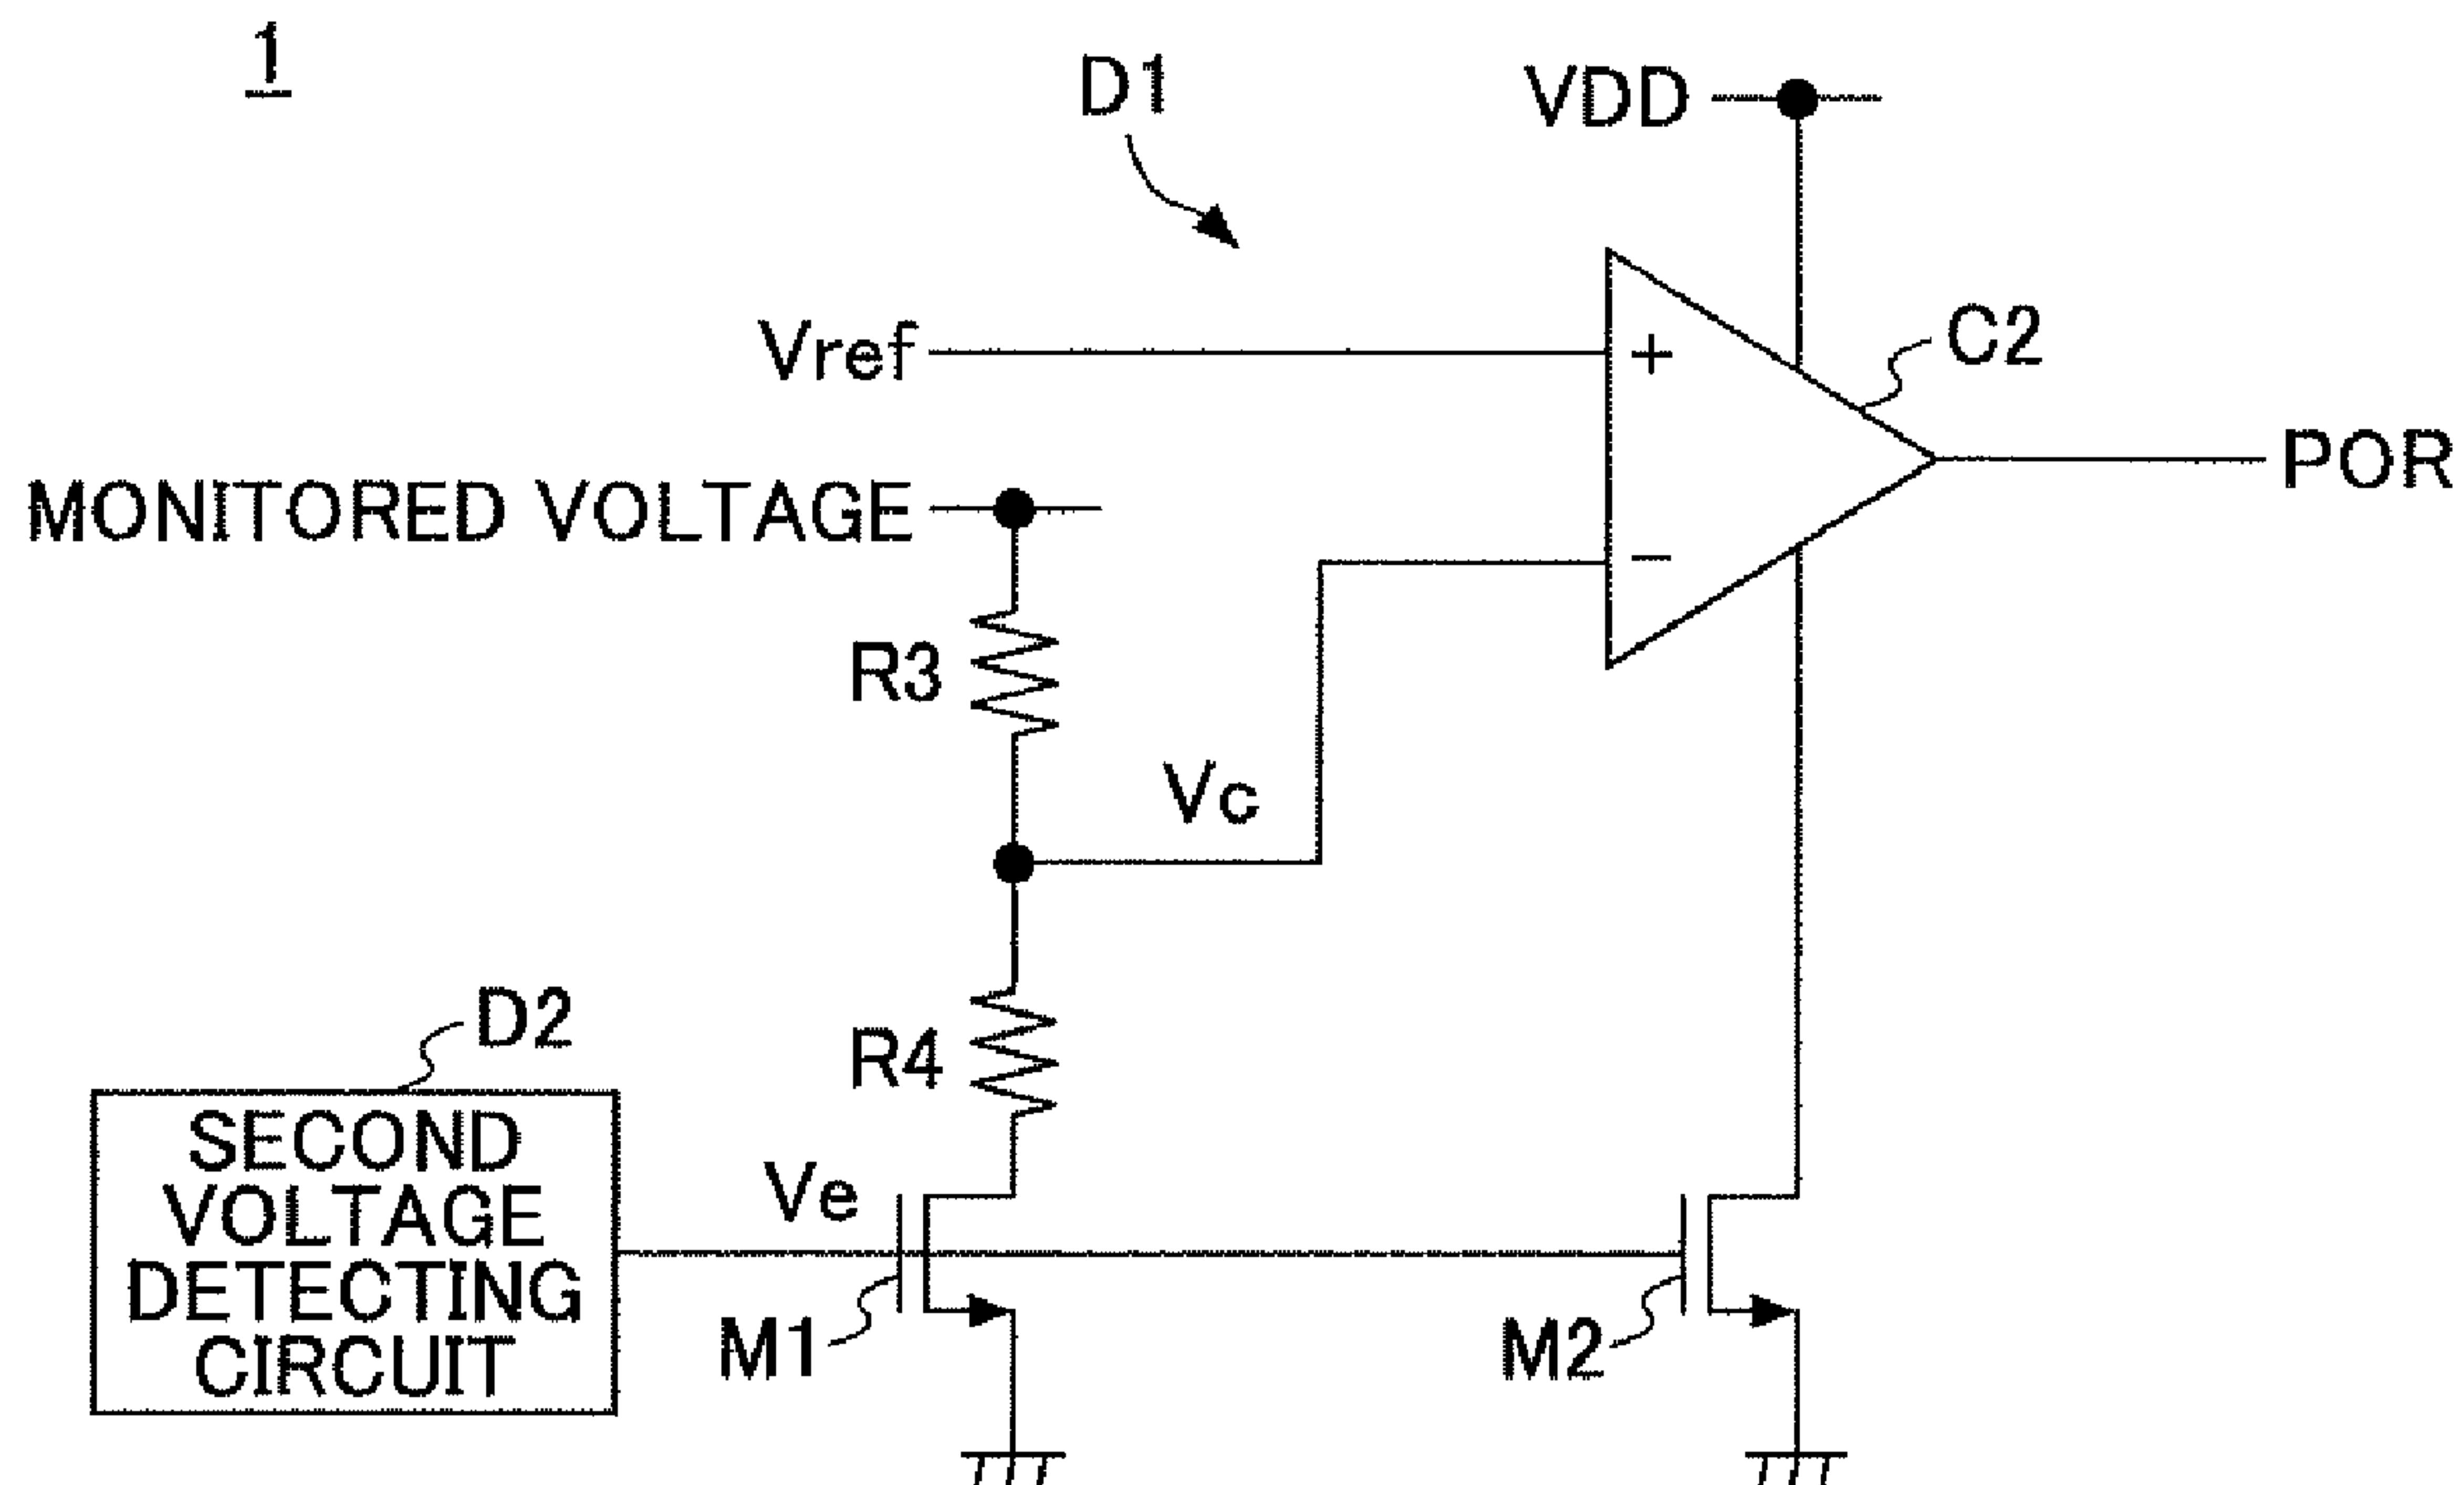 1
D1
VDD
Vref
+
C2
MONITORED VOLTAGE
−
POR
R3
Vc
R4
D2
SECOND
VOLTAGE
DETECTING
CIRCUIT
Ve
M1
M2